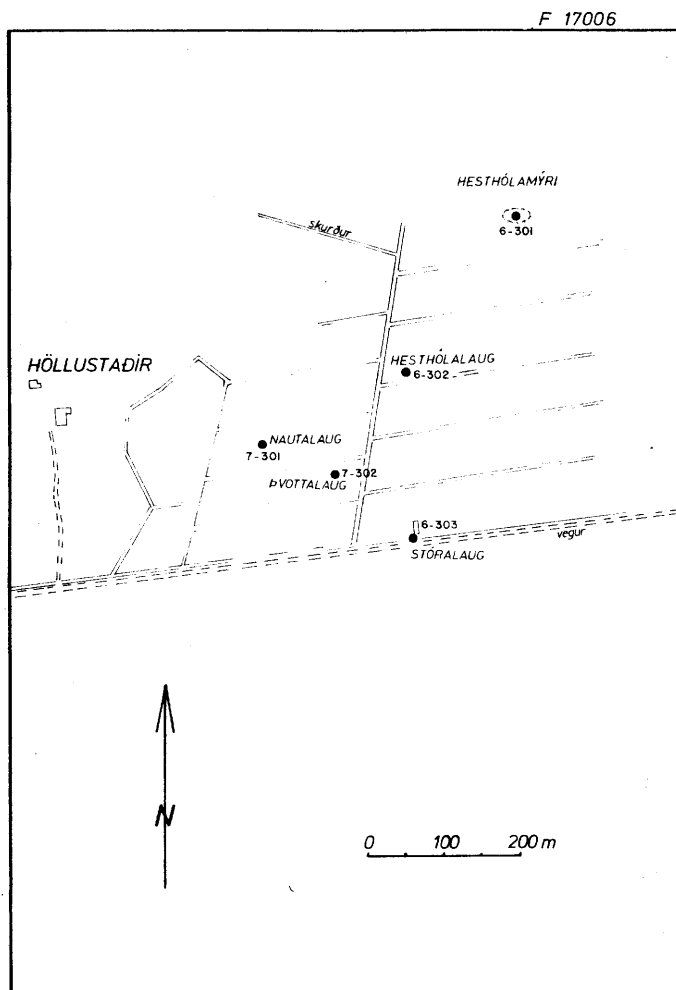 F 17006
HESTHÓLAMÝRI
6-301
skurður
HÖLLUSTAÐIR
HESTHÓLALAUG
6-302
NAUTALAUG
7-301
7-302
ÞVOTTALAUG
6-303
STÓRALAUG
vegur
N
0 100 200 m